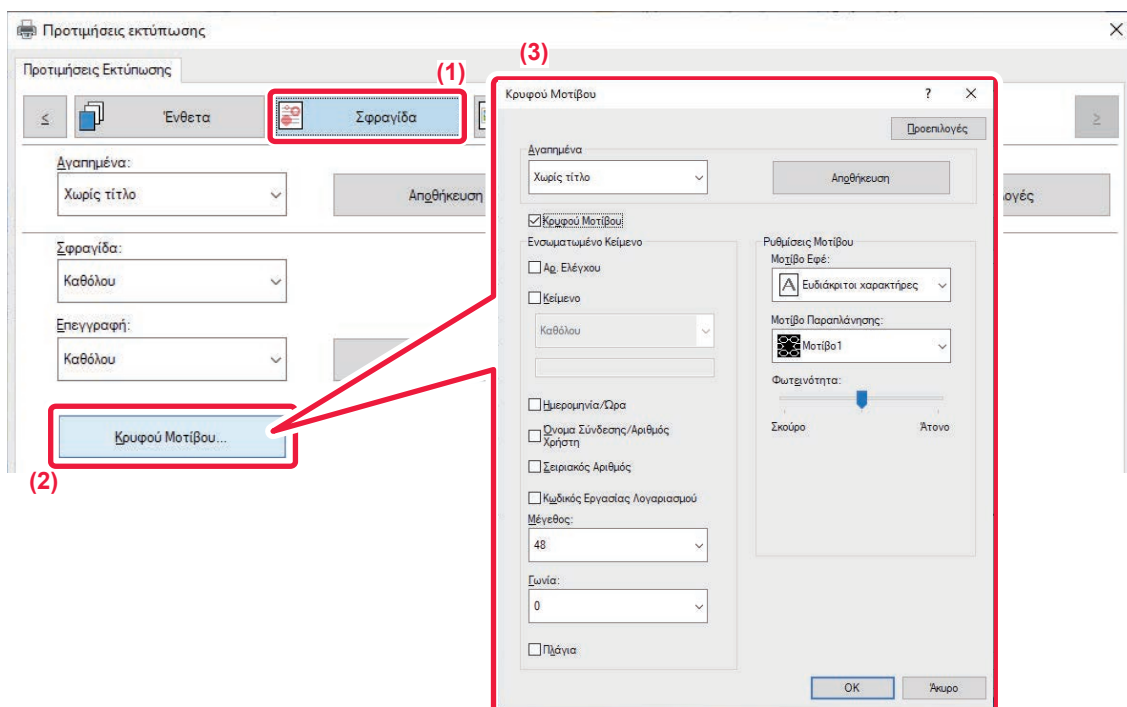 Προτιμήσεις εκτύπωσης
Προτιμήσεις Εκτύπωσης
(1)
(3)
< Ένθετα Σφραγίδα >
Αγαπημένα:
Χωρίς τίτλο Αποθήκευση ογές
Σφραγίδα:
Καθόλου
Επεγγραφή:
Καθόλου
Κρυφού Μοτίβου...
(2)
Κρυφού Μοτίβου ?
Προεπιλογές
Αγαπημένα
Χωρίς τίτλο Αποθήκευση
Κρυφού Μοτίβου
Ενσωματωμένο Κείμενο
Αρ. Ελέγχου
Κείμενο
Καθόλου
Ημερομηνία/Ώρα
Όνομα Σύνδεσης/Αριθμός
Χρήστη
Σειριακός Αριθμός
Κωδικός Εργασίας Λογαριασμού
Μέγεθος:
48
Γωνία:
0
Πλάγια
Ρυθμίσεις Μοτίβου
Μοτίβο Εφέ:
A Ευδιάκριτοι χαρακτήρες
Μοτίβο Παραπλάνησης:
Μοτίβο1
Φωτεινότητα:
Σκούρο Άτονο
OK Άκυρο